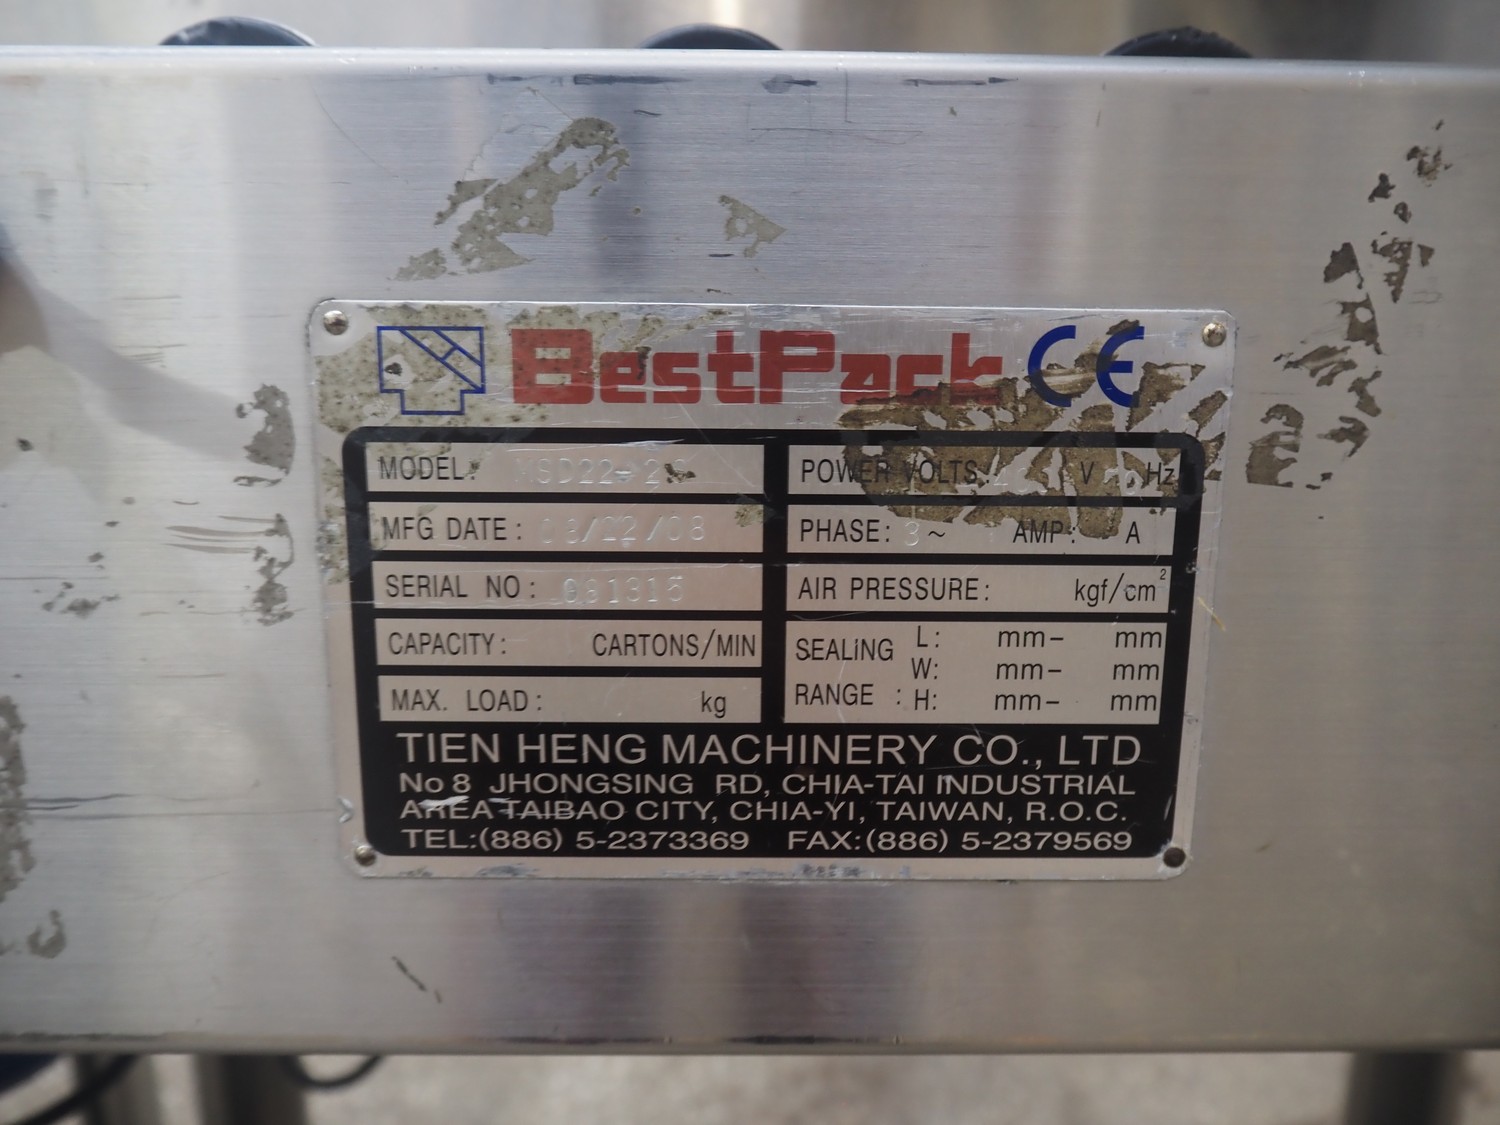 BestPack CE
MODEL:
MFG DATE: 08/12/08
SERIAL NO: 081315
CAPACITY: CARTONS/MIN
MAX. LOAD: kg
POWER VOLTS: V Hz
PHASE: 3~ AMP: A
AIR PRESSURE: kgf/cm²
SEALING RANGE :
L: mm- mm
W: mm- mm
H: mm- mm
TIEN HENG MACHINERY CO., LTD
No 8 JHONGSING RD, CHIA-TAI INDUSTRIAL
AREA TAIBAO CITY, CHIA-YI, TAIWAN, R.O.C.
TEL:(886) 5-2373369 FAX:(886) 5-2379569